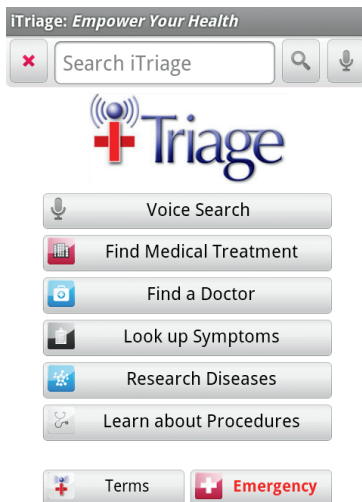 iTriage: Empower Your Health
Search iTriage
iTriage
Voice Search
Find Medical Treatment
Find a Doctor
Look up Symptoms
Research Diseases
Learn about Procedures
Terms
Emergency